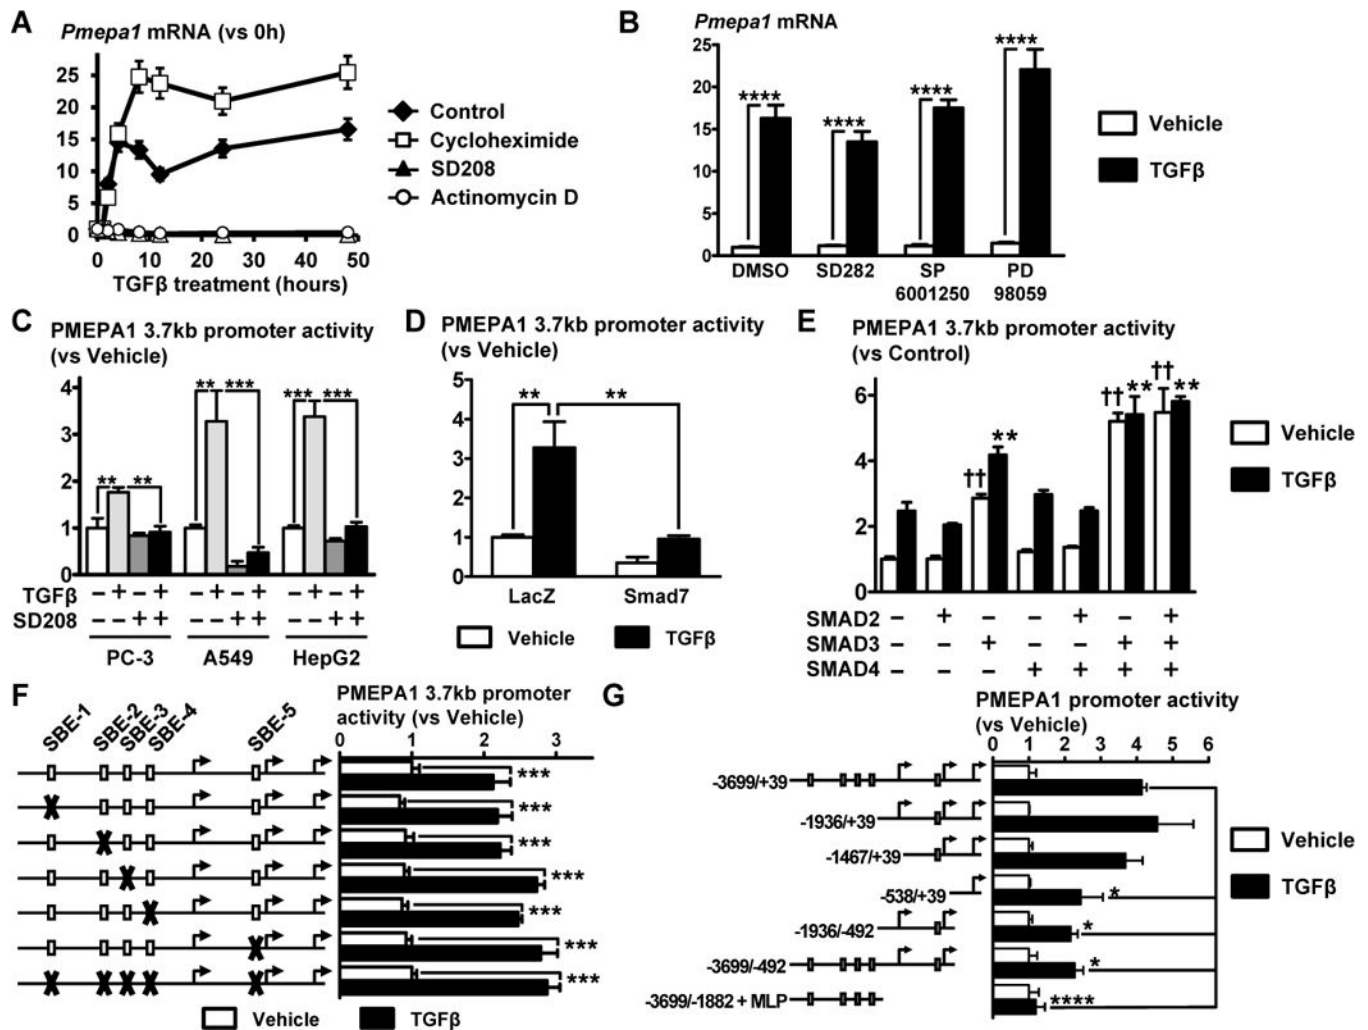 A
Pmepa1 mRNA (vs 0h)
25
20
15
10
5
0
0 10 20 30 40 50
TGFβ treatment (hours)
Control
Cycloheximide
SD208
Actinomycin D
B
Pmepa1 mRNA
25
20
15
10
5
0
**** **** **** ****
DMSO SD282 SP 6001250 PD 98059
Vehicle
TGFβ
C
PMEPA1 3.7kb promoter activity
(vs Vehicle)
4
3
2
1
0
** ** ** *** *** ***
TGFβ − + − + − + − + − + − +
SD208 − − + + − − + + − − + +
PC-3 A549 HepG2
D
PMEPA1 3.7kb promoter activity
(vs Vehicle)
5
4
3
2
1
0
** **
LacZ Smad7
Vehicle TGFβ
E
PMEPA1 3.7kb promoter activity
(vs Control)
6
4
2
0
†† ** †† ** †† **
SMAD2 − + − − + − +
SMAD3 − − + − − + +
SMAD4 − − − + + + +
Vehicle
TGFβ
F
SBE-1 SBE-2 SBE-3 SBE-4 SBE-5
PMEPA1 3.7kb promoter
activity (vs Vehicle)
0 1 2 3
***
***
***
***
***
***
***
Vehicle TGFβ
G
PMEPA1 promoter activity
(vs Vehicle)
0 1 2 3 4 5 6
-3699/+39
-1936/+39
-1467/+39
-538/+39 *
-1936/-492 *
-3699/-492 *
-3699/-1882 + MLP ****
Vehicle
TGFβ